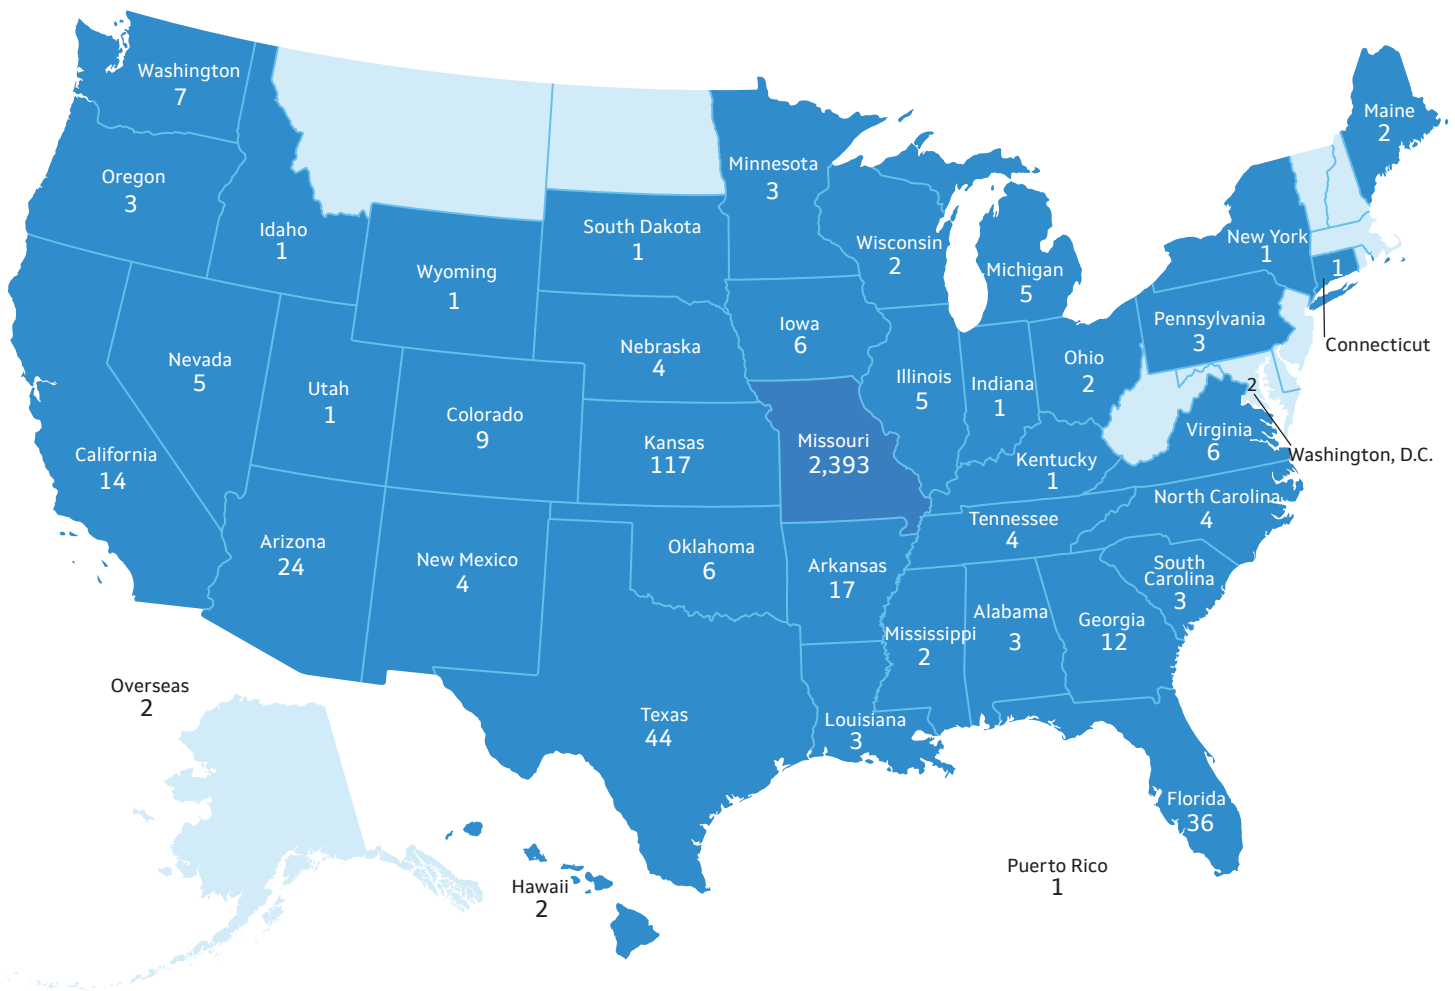 Washington
7
Maine
2
Minnesota
3
Oregon
3
South Dakota
1
Idaho
1
New York
1
Wisconsin
2
Wyoming
1
Michigan
5
1
Connecticut
Iowa
6
Pennsylvania
3
Nebraska
4
Nevada
5
Ohio
2
Utah
1
Illinois
5
Indiana
1
2
Washington, D.C.
Colorado
9
Kansas
117
Missouri
2,393
Virginia
6
California
14
Kentucky
1
North Carolina
4
Tennessee
4
Arizona
24
New Mexico
4
Oklahoma
6
Arkansas
17
South
Carolina
3
Alabama
3
Georgia
12
Mississippi
2
Overseas
2
Texas
44
Louisiana
3
Florida
36
Puerto Rico
1
Hawaii
2